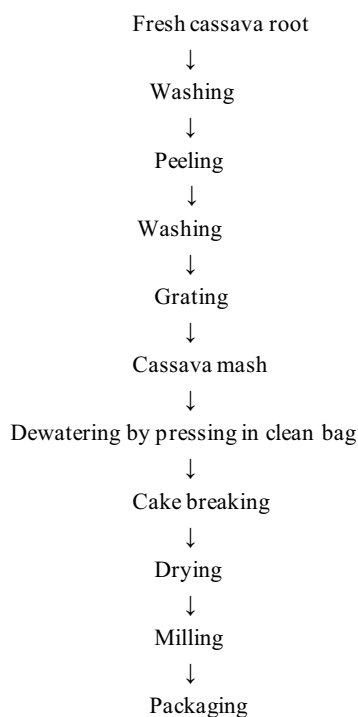 Fresh cassava root
↓
Washing
↓
Peeling
↓
Washing
↓
Grating
↓
Cassava mash
↓
Dewatering by pressing in clean bag
↓
Cake breaking
↓
Drying
↓
Milling
↓
Packaging